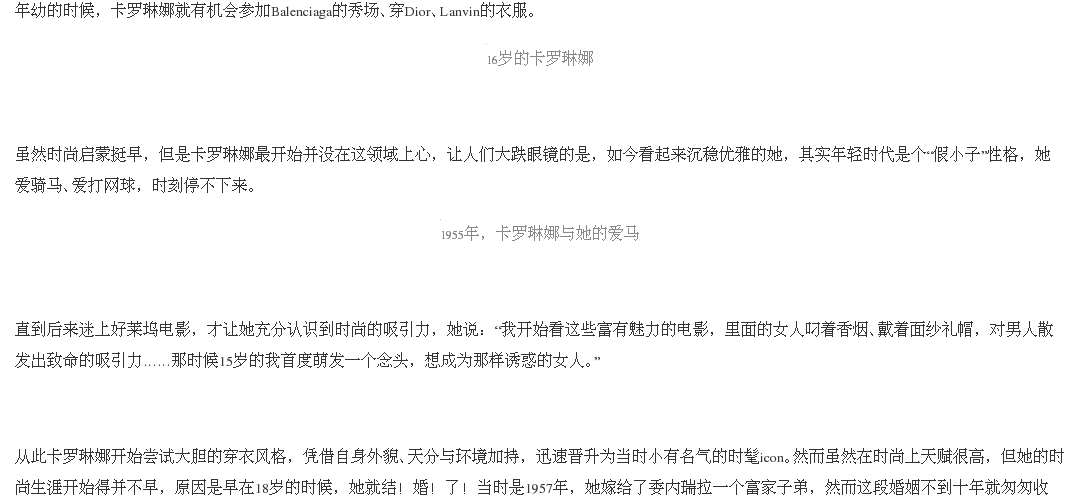 年幼的时候，卡罗琳娜就有机会参加Balenciaga的秀场、穿Dior、Lanvin的衣服。
16岁的卡罗琳娜
虽然时尚启蒙挺早，但是卡罗琳娜最开始并没在这领域上心，让人们大跌眼镜的是，如今看起来沉稳优雅的她，其实年轻时代是个“假小子”性格，她
爱骑马、爱打网球，时刻停不下来。
1955年，卡罗琳娜与她的爱马
直到后来迷上好莱坞电影，才让她充分认识到时尚的吸引力，她说：“我开始看这些富有魅力的电影，里面的女人叼着香烟、戴着面纱礼帽，对男人散
发出致命的吸引力……那时候15岁的我首度萌发一个念头，想成为那样诱惑的女人。”
从此卡罗琳娜开始尝试大胆的穿衣风格，凭借自身外貌、天分与环境加持，迅速晋升为当时小有名气的时髦icon。然而虽然在时尚上天赋很高，但她的时
尚生涯开始得并不早，原因是早在18岁的时候，她就结！婚！了！当时是1957年，她嫁给了委内瑞拉一个富家子弟，然而这段婚姻不到十年就匆匆收